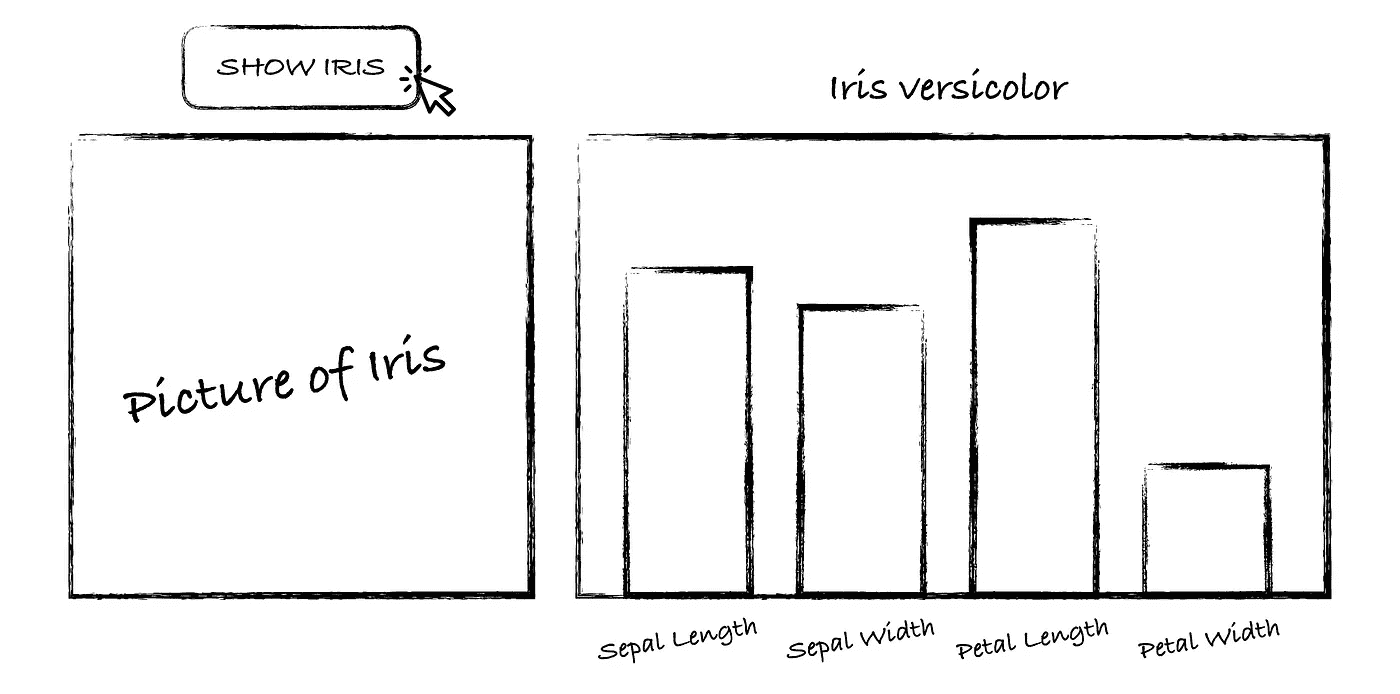 SHOW IRIS
Iris versicolor
Picture of Iris
Sepal Length
Sepal Width
Petal Length
Petal Width